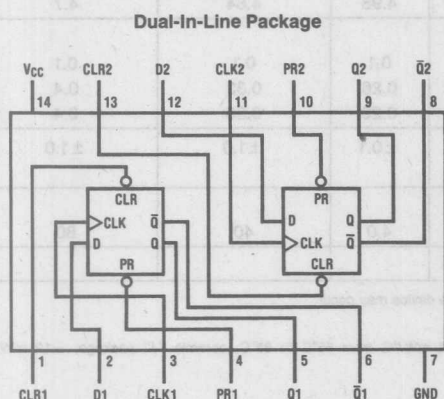 Dual-In-Line Package
VCC CLR2 D2 CLK2 PR2 Q2 Q̅2
14 13 12 11 10 9 8
CLR PR
CLK Q̅ D Q
D Q CLK Q̅
PR CLR
1 2 3 4 5 6 7
CLR1 D1 CLK1 PR1 Q1 Q̅1 GND